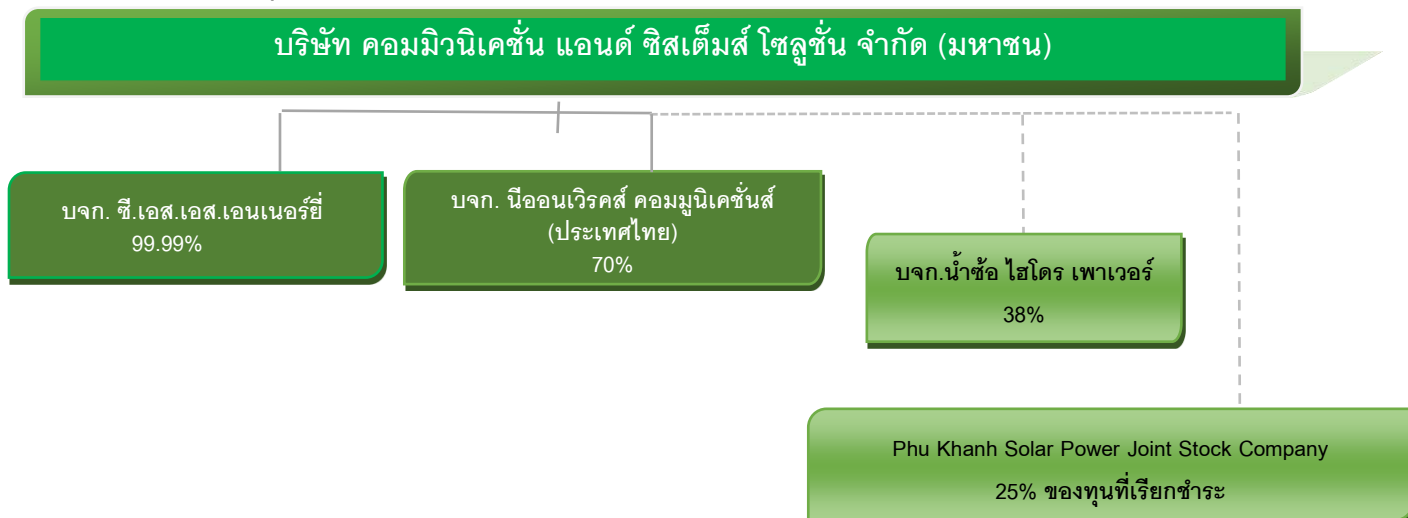 บริษัท คอมมิวนิเคชั่น แอนด์ ซิสเต็มส์ โซลูชั่น จำกัด (มหาชน)
บจก. ซี.เอส.เอส.เอนเนอร์ยี่
99.99%
บจก. นีออนเวิรคส์ คอมมูนิเคชั่นส์
(ประเทศไทย)
70%
บจก.น้ำซ้อ ไฮโดร เพาเวอร์
38%
Phu Khanh Solar Power Joint Stock Company
25% ของทุนที่เรียกชำระ